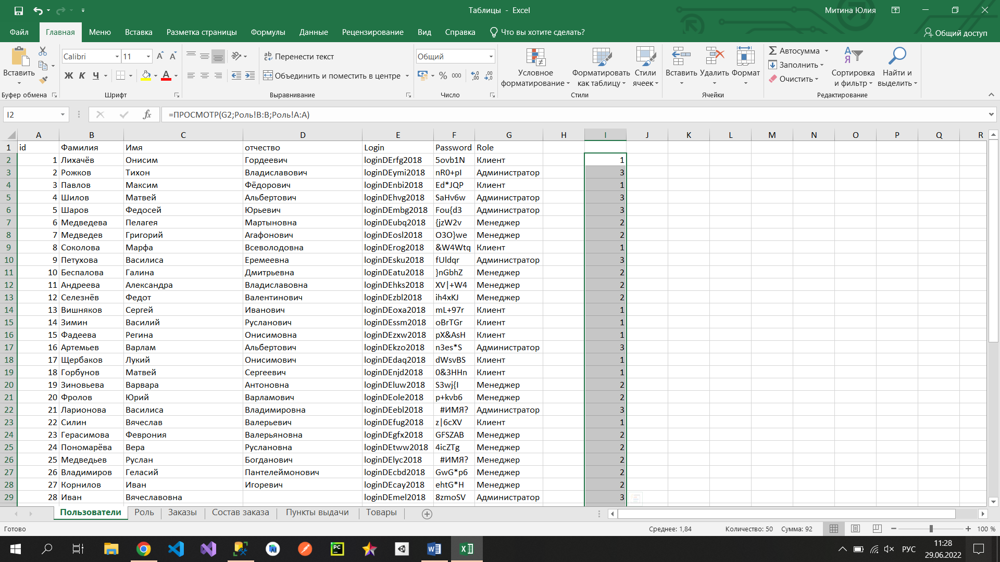 Таблицы - Excel
Митина Юлия
Файл Главная Меню Вставка Разметка страницы Формулы Данные Рецензирование Вид Справка Что вы хотите сделать? Общий доступ
Calibri 11 Перенести текст Общий Автосумма
Заполнить
Вставить Ж К Ч Объединить и поместить в центре % 000 Условное форматирование Форматировать как таблицу Стили ячеек Вставить Удалить Формат Очистить Сортировка и фильтр Найти и выделить
Буфер обмена Шрифт Выравнивание Число Стили Ячейки Редактирование
I2 fx =ПРОСМОТР(G2;Роль!B:B;Роль!A:A)
A B C D E F G H I J K L M N O P Q R
1 id Фамилия Имя отчество Login Password Role
2 1 Лихачёв Онисим Гордеевич loginDErfg2018 5ovb1N Клиент 1
3 2 Рожков Тихон Владиславович loginDEymi2018 nR0+pI Администратор 3
4 3 Павлов Максим Фёдорович loginDEnbi2018 Ed*JQP Клиент 1
5 4 Шилов Матвей Альбертович loginDEhvg2018 SaHv6w Администратор 3
6 5 Шаров Федосей Юрьевич loginDEmbg2018 Fou{d3 Администратор 3
7 6 Медведева Пелагея Мартыновна loginDEubq2018 {jzW2v Менеджер 2
8 7 Медведев Григорий Агафонович loginDEosl2018 O3O}we Менеджер 2
9 8 Соколова Марфа Всеволодовна loginDErog2018 &W4Wtq Клиент 1
10 9 Петухова Василиса Еремеевна loginDEsku2018 fUldqr Администратор 3
11 10 Беспалова Галина Дмитрьевна loginDEatu2018 }nGbhZ Менеджер 2
12 11 Андреева Александра Владиславовна loginDEhks2018 XV|+W4 Менеджер 2
13 12 Селезнёв Федот Валентинович loginDEzbl2018 ih4xKJ Менеджер 2
14 13 Вишняков Сергей Иванович loginDEoxa2018 mL+97r Клиент 1
15 14 Зимин Василий Русланович loginDEssm2018 oBrTGr Клиент 1
16 15 Фадеева Регина Онисимовна loginDEzxw2018 pX&AsH Клиент 1
17 16 Артемьев Варлам Альбертович loginDEkzo2018 n3es*S Администратор 3
18 17 Щербаков Лукий Онисимович loginDEdaq2018 dWsvBS Клиент 1
19 18 Горбунов Матвей Сергеевич loginDEnjd2018 0&3HHn Клиент 1
20 19 Зиновьева Варвара Антоновна loginDEluw2018 S3wj{I Менеджер 2
21 20 Фролов Юрий Варламович loginDEole2018 p+kvb6 Менеджер 2
22 21 Ларионова Василиса Владимировна loginDEebl2018 #ИМЯ? Администратор 3
23 22 Силин Вячеслав Валерьевич loginDEfug2018 z|6cXV Клиент 1
24 23 Герасимова Феврония Валерьяновна loginDEgfx2018 GFSZAB Менеджер 2
25 24 Пономарёва Вера Руслановна loginDEtww2018 4icZTg Менеджер 2
26 25 Медведьев Руслан Богданович loginDElyc2018 #ИМЯ? Менеджер 2
27 26 Владимиров Геласий Пантелеймонович loginDEcbd2018 GwG*p6 Менеджер 2
28 27 Корнилов Иван Игоревич loginDEcay2018 ehtG*H Менеджер 2
29 28 Иван Вячеславовна loginDEmel2018 8zmoSV Администратор 3
Пользователи Роль Заказы Состав заказа Пункты выдачи Товары
Готово Среднее: 1,84 Количество: 50 Сумма: 92 100 %
РУС 11:28
29.06.2022